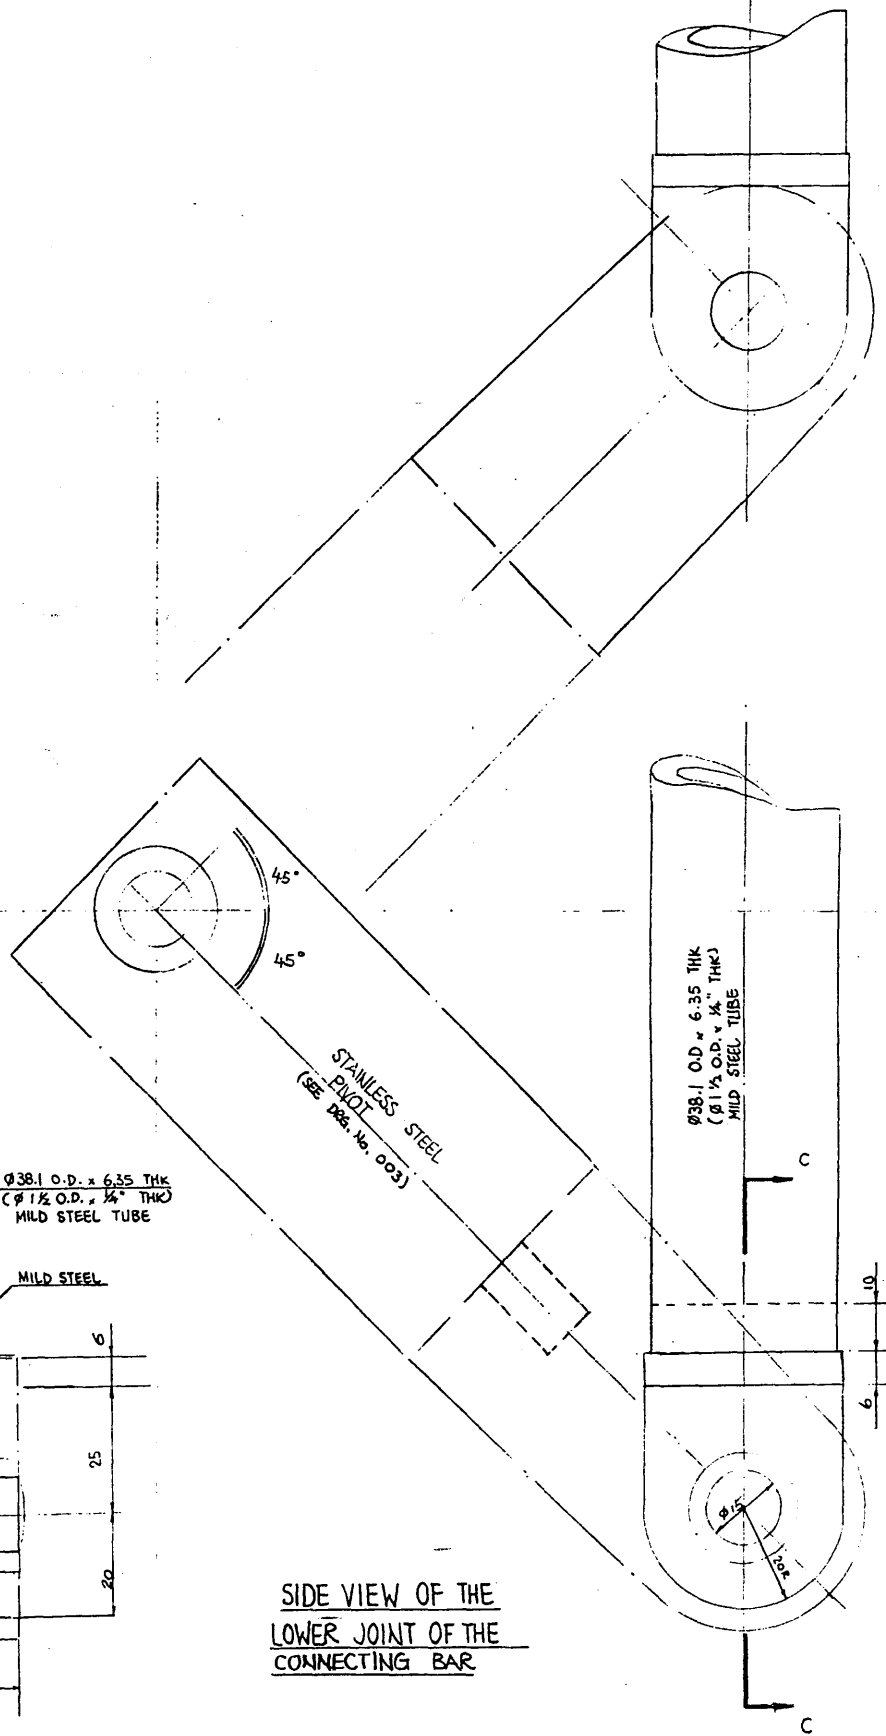 45°
45°
STAINLESS STEEL
PIVOT
(SEE DRG. No. 003)
Ø38.1 O.D × 6.35 THK
(Ø1½ O.D. × ¼" THK)
MILD STEEL TUBE
C
Ø38.1 O.D. × 6.35 THK
(Ø 1½ O.D. × ¼" THK)
MILD STEEL TUBE
MILD STEEL
6
25
20
10
6
Ø15
20R
SIDE VIEW OF THE
LOWER JOINT OF THE
CONNECTING BAR
C